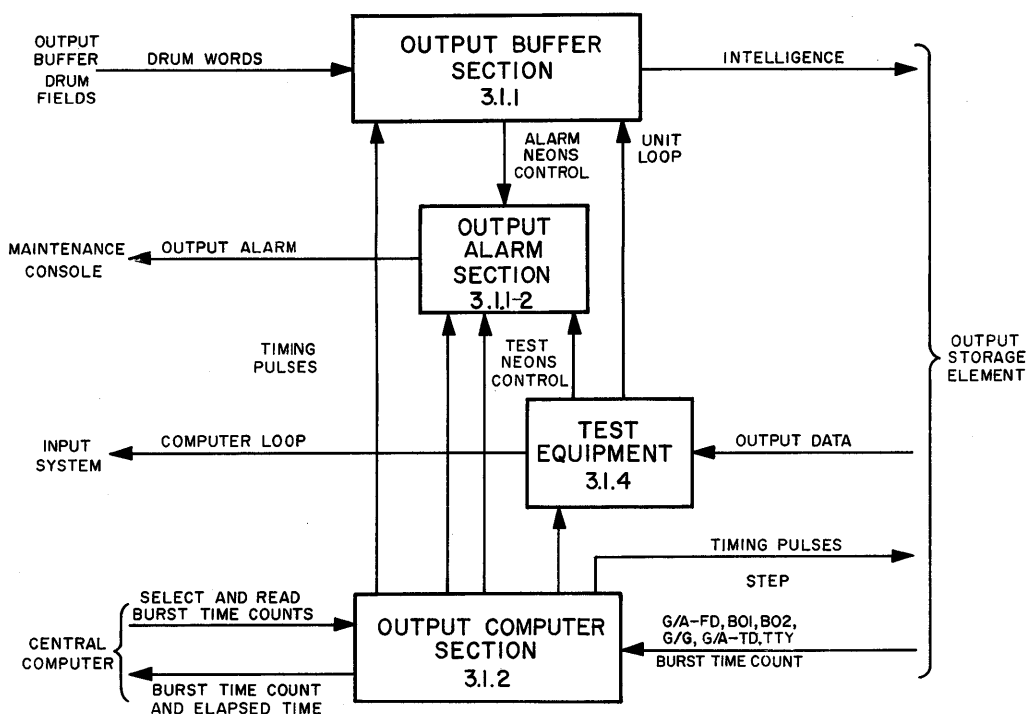 OUTPUT
BUFFER
DRUM
FIELDS
DRUM WORDS
OUTPUT BUFFER
SECTION
3.1.1
INTELLIGENCE
ALARM
NEONS
CONTROL
UNIT
LOOP
MAINTENANCE
CONSOLE
OUTPUT ALARM
OUTPUT
ALARM
SECTION
3.1.1-2
TIMING
PULSES
TEST
NEONS
CONTROL
OUTPUT
STORAGE
ELEMENT
INPUT
SYSTEM
COMPUTER LOOP
TEST
EQUIPMENT
3.1.4
OUTPUT DATA
TIMING PULSES
STEP
CENTRAL
COMPUTER
SELECT AND READ
BURST TIME COUNTS
BURST TIME COUNT
AND ELAPSED TIME
OUTPUT COMPUTER
SECTION
3.1.2
G/A-FD, BO1, BO2,
G/G, G/A-TD, TTY
BURST TIME COUNT